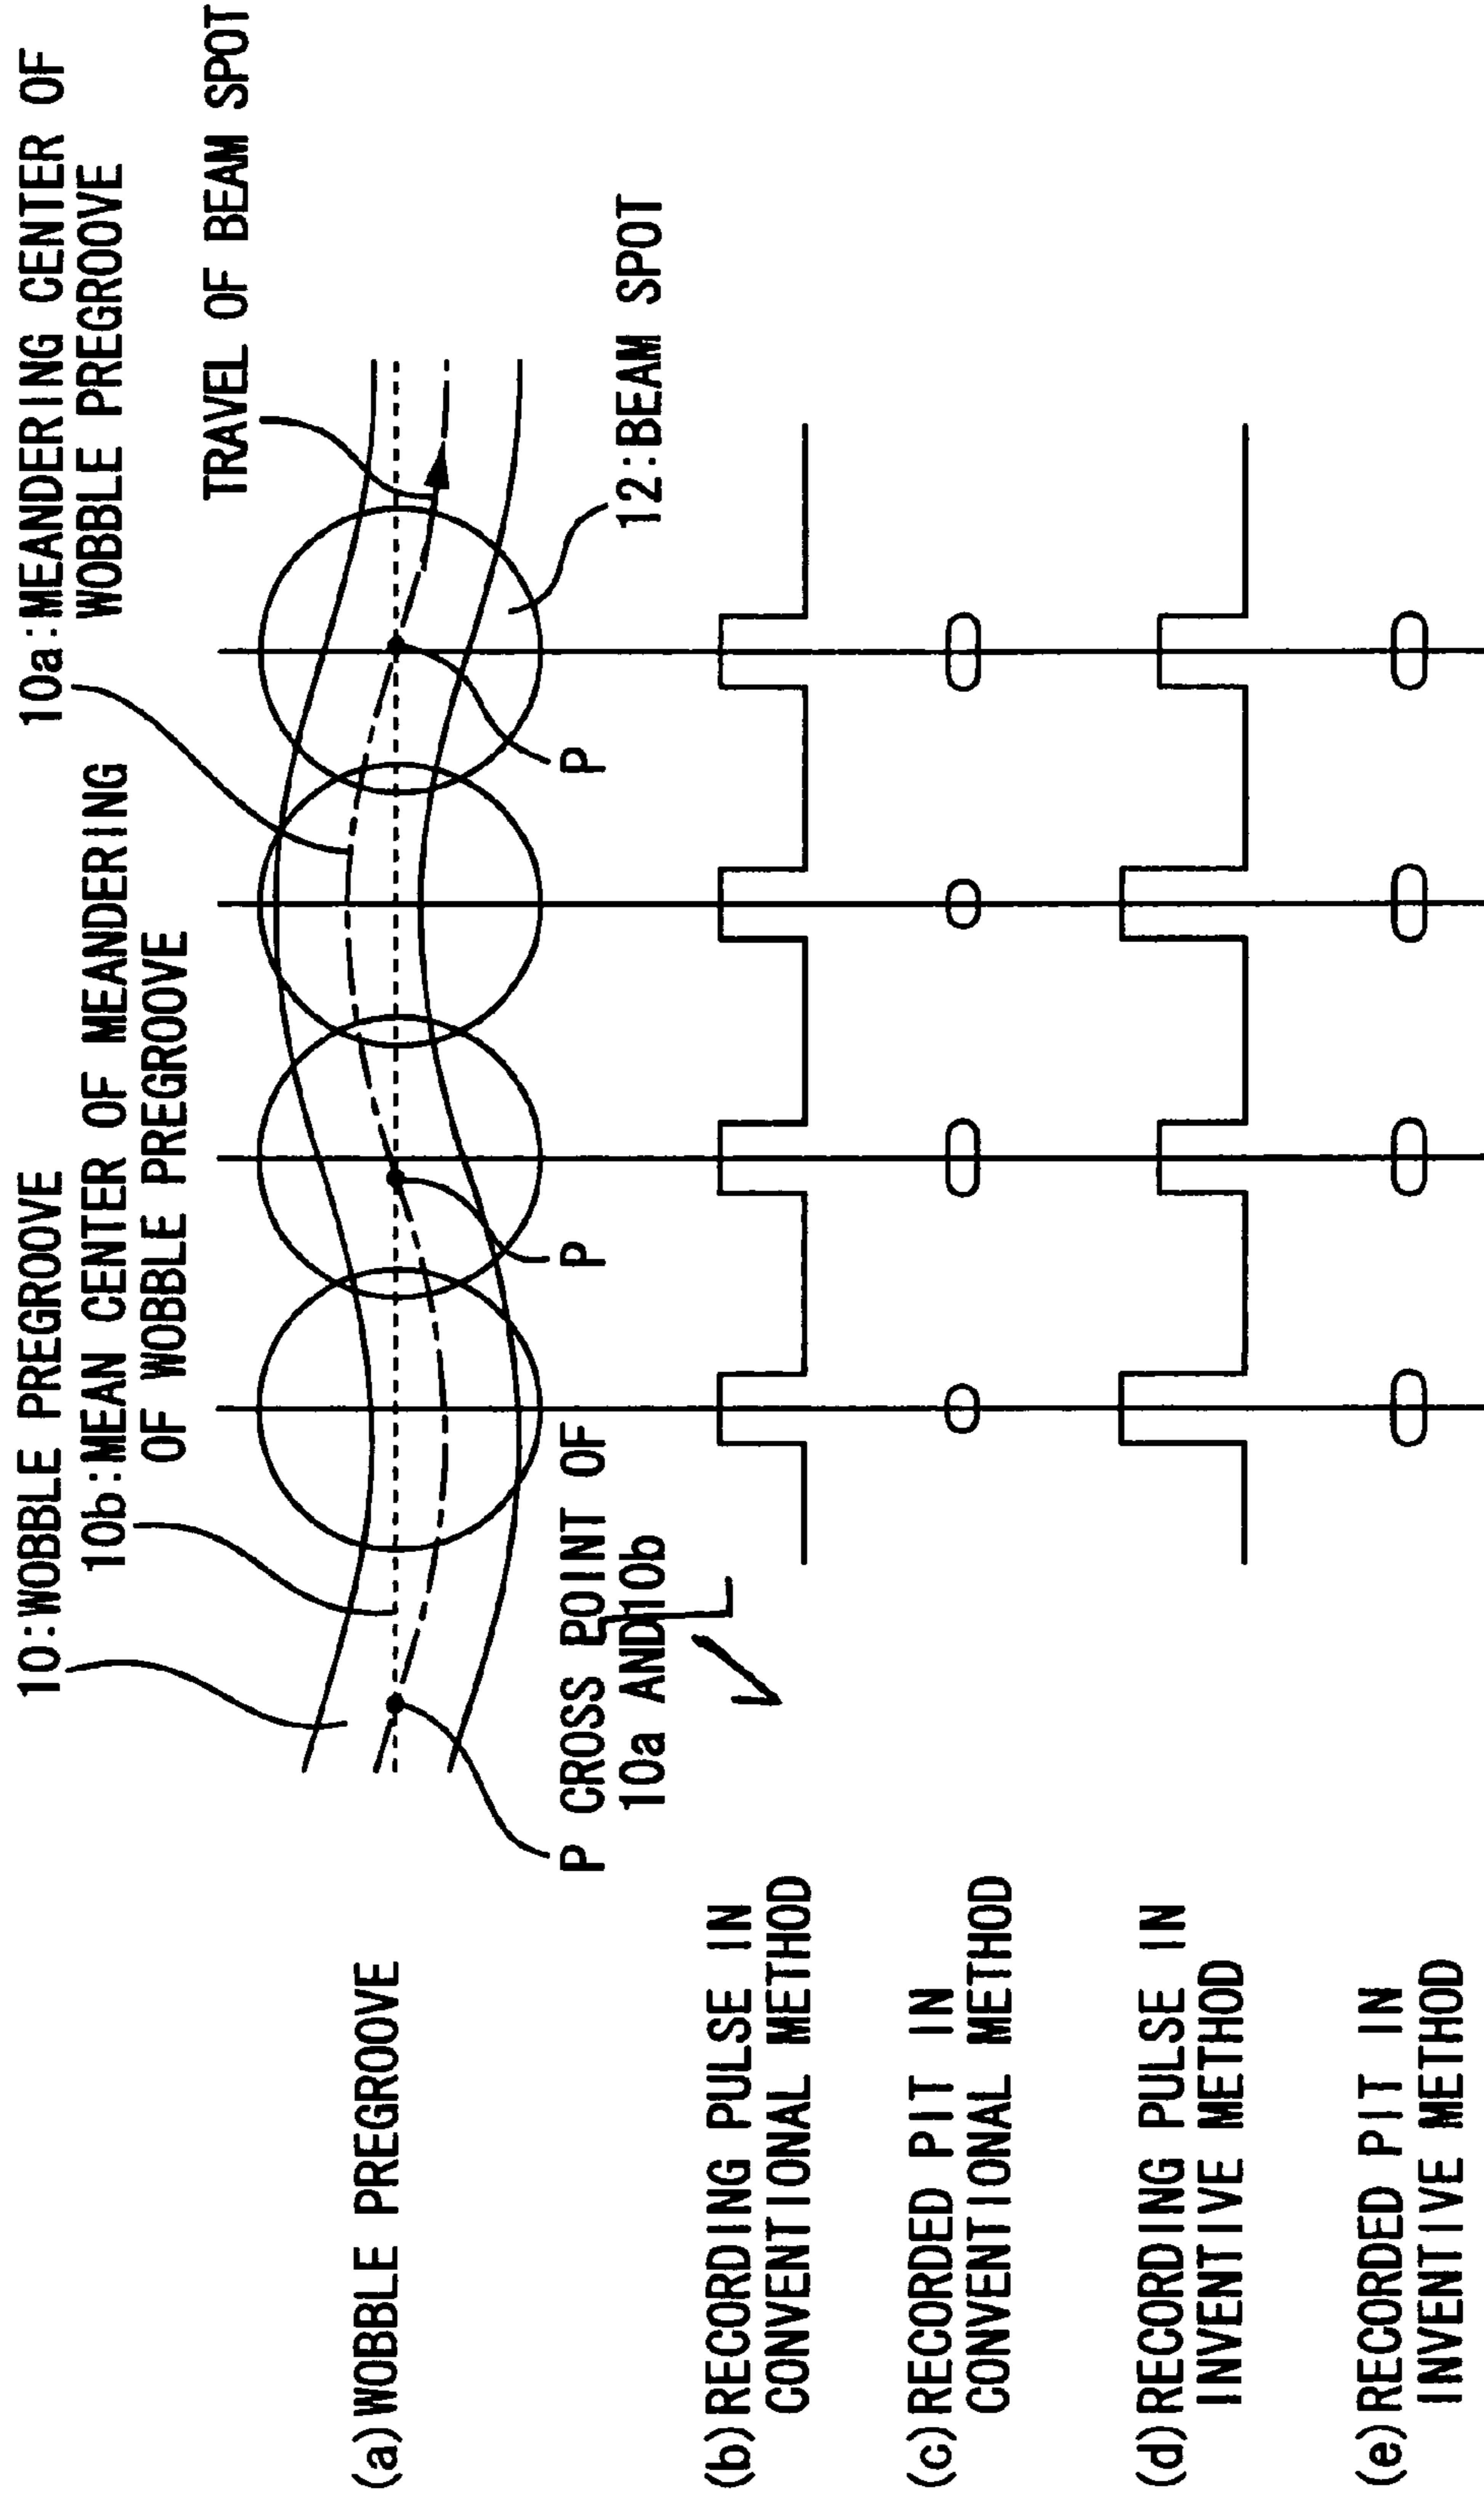 10:WOBBLE PREGROOVE
10b:MEAN CENTER OF MEANDERING
OF WOBBLE PREGROOVE
10a:MEANDERING CENTER OF
WOBBLE PREGROOVE
TRAVEL OF BEAM SPOT
(a)WOBBLE PREGROOVE
P CROSS POINT OF
10a AND10b
P
P
12:BEAM SPOT
(b)RECORDING PULSE IN
CONVENTIONAL METHOD
(c)RECORDED PIT IN
CONVENTIONAL METHOD
(d)RECORDING PULSE IN
INVENTIVE METHOD
(e)RECORDED PIT IN
INVENTIVE METHOD